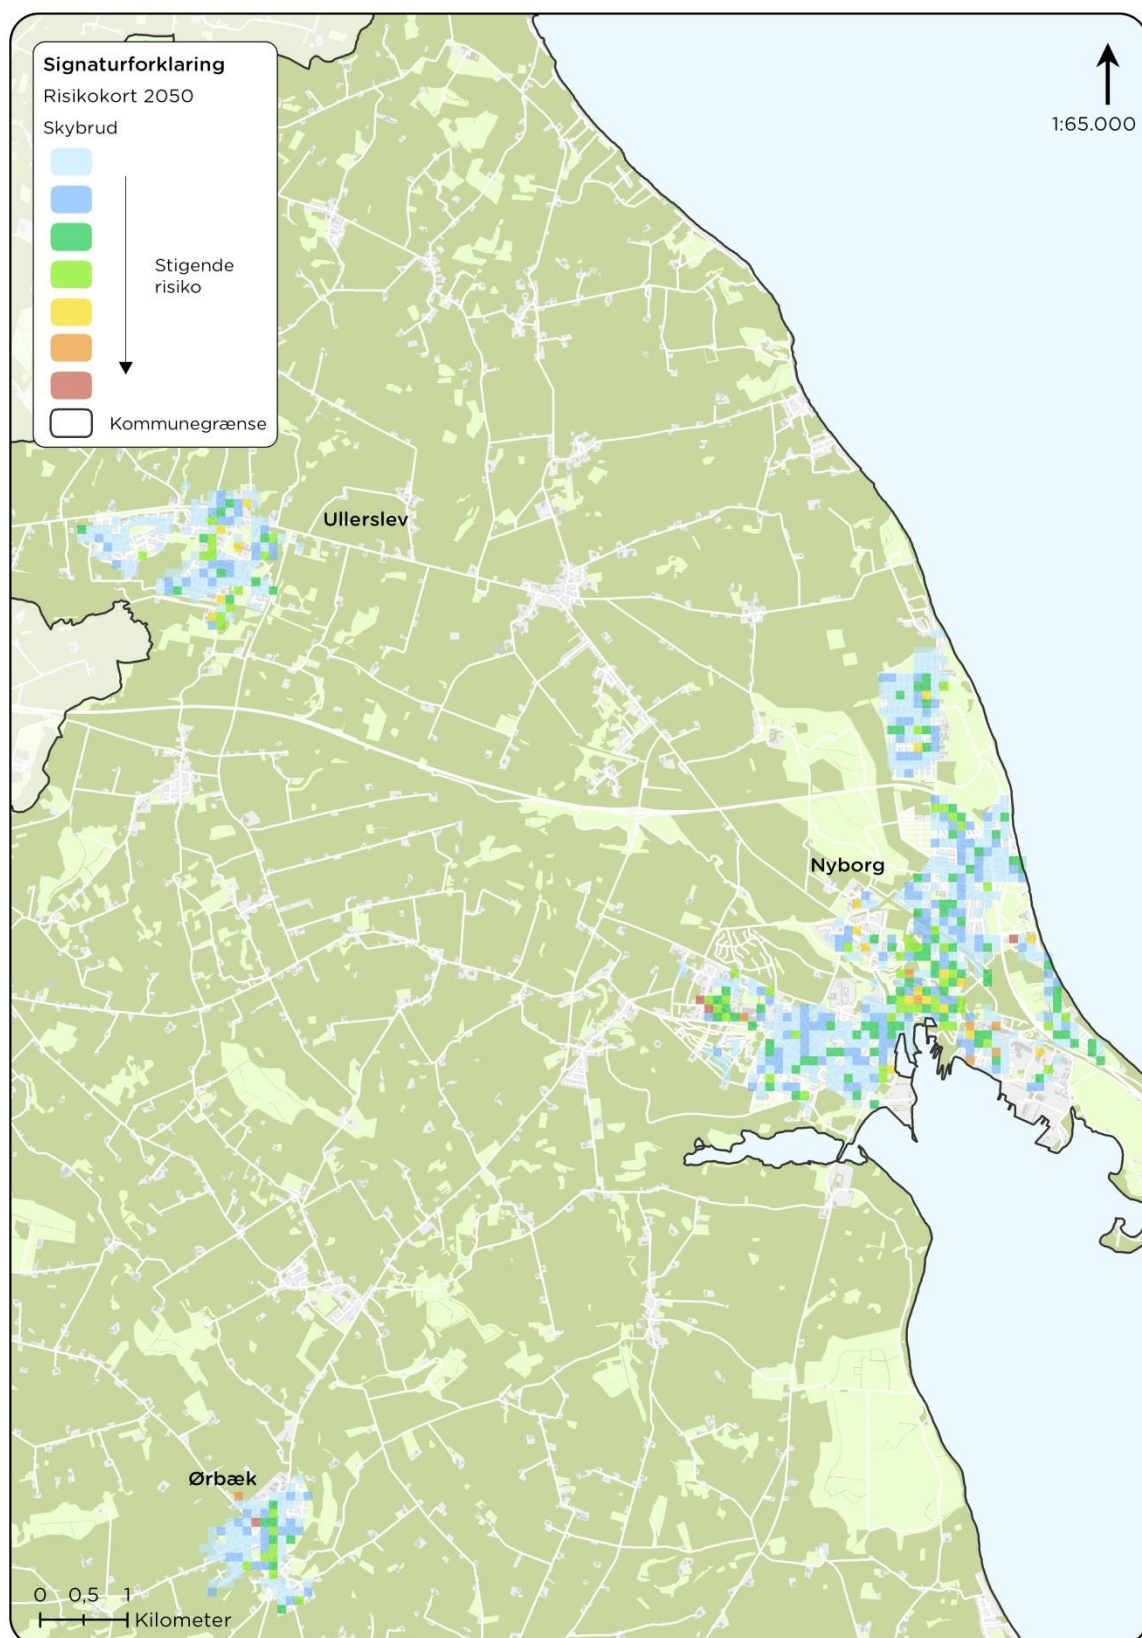 Signaturforklaring
Risikokort 2050
Skybrud
Stigende
risiko
Kommunegrænse
1:65.000
Ullerslev
Nyborg
Ørbæk
0 0,5 1
Kilometer